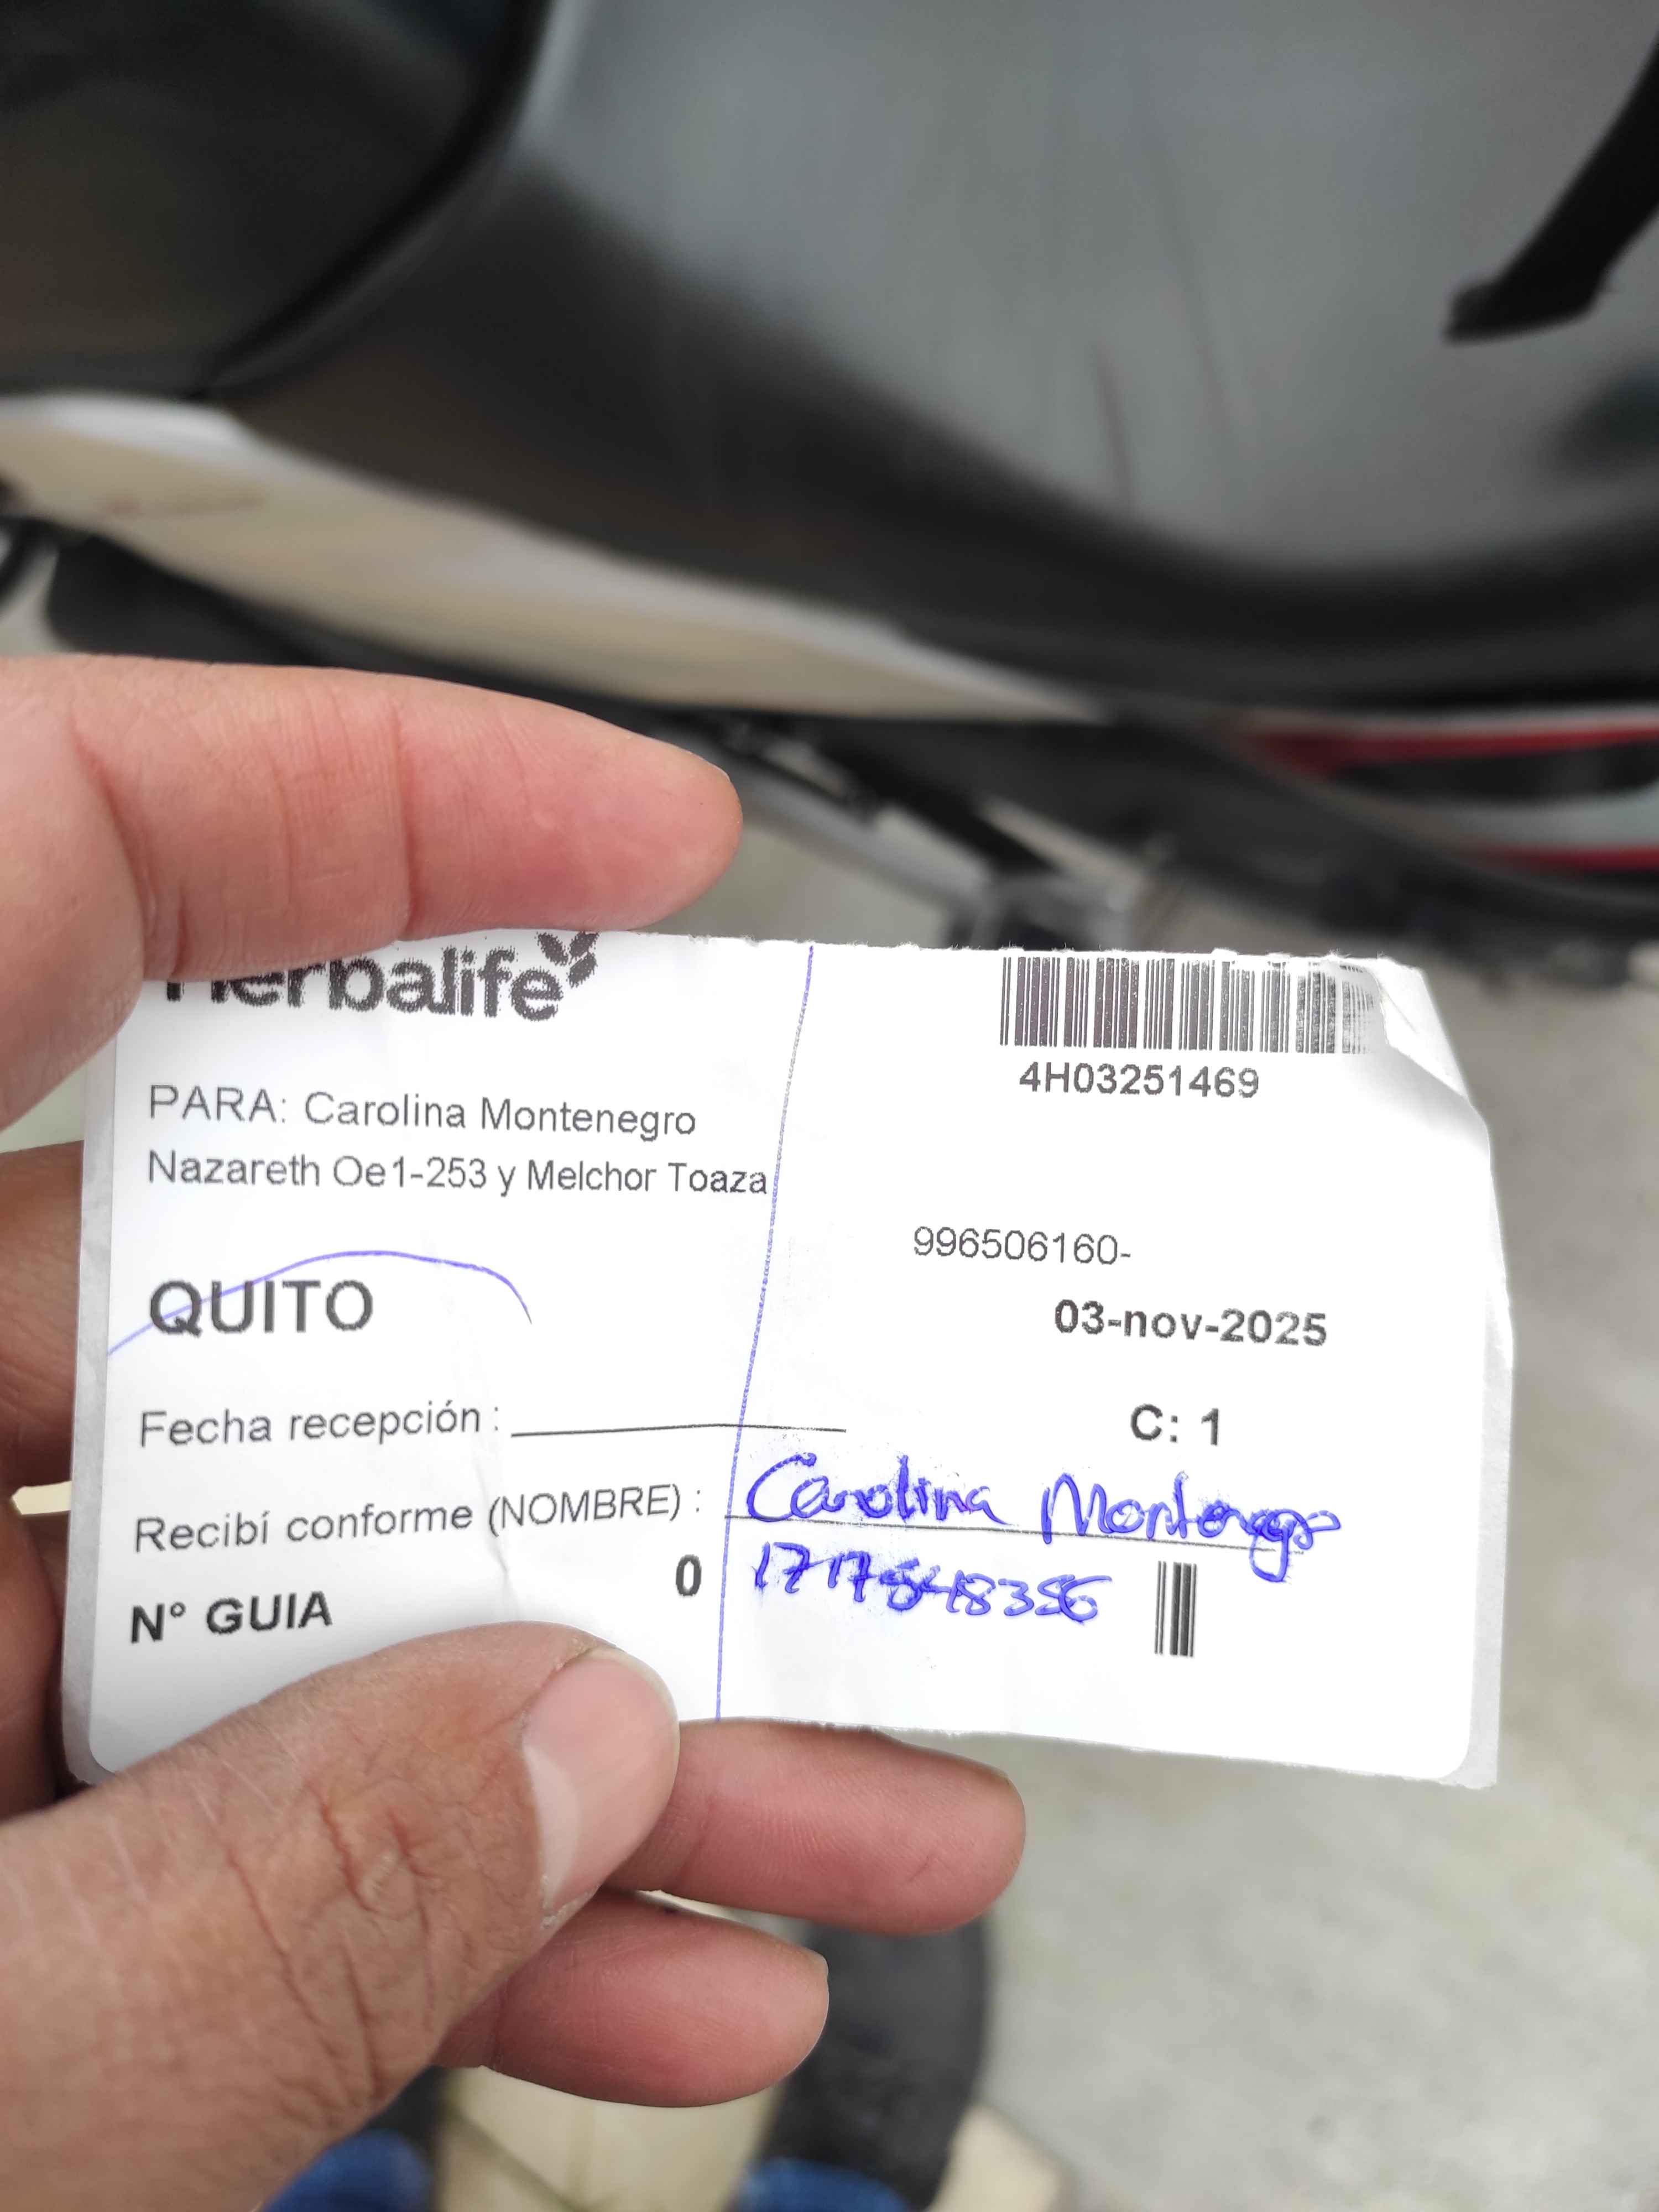 Herbalife
4H03251469
PARA: Carolina Montenegro
Nazareth Oe1-253 y Melchor Toaza
996506160-
QUITO
03-nov-2025
Fecha recepción :
C: 1
Recibí conforme (NOMBRE) : Carolina Montenegro
N° GUIA 0